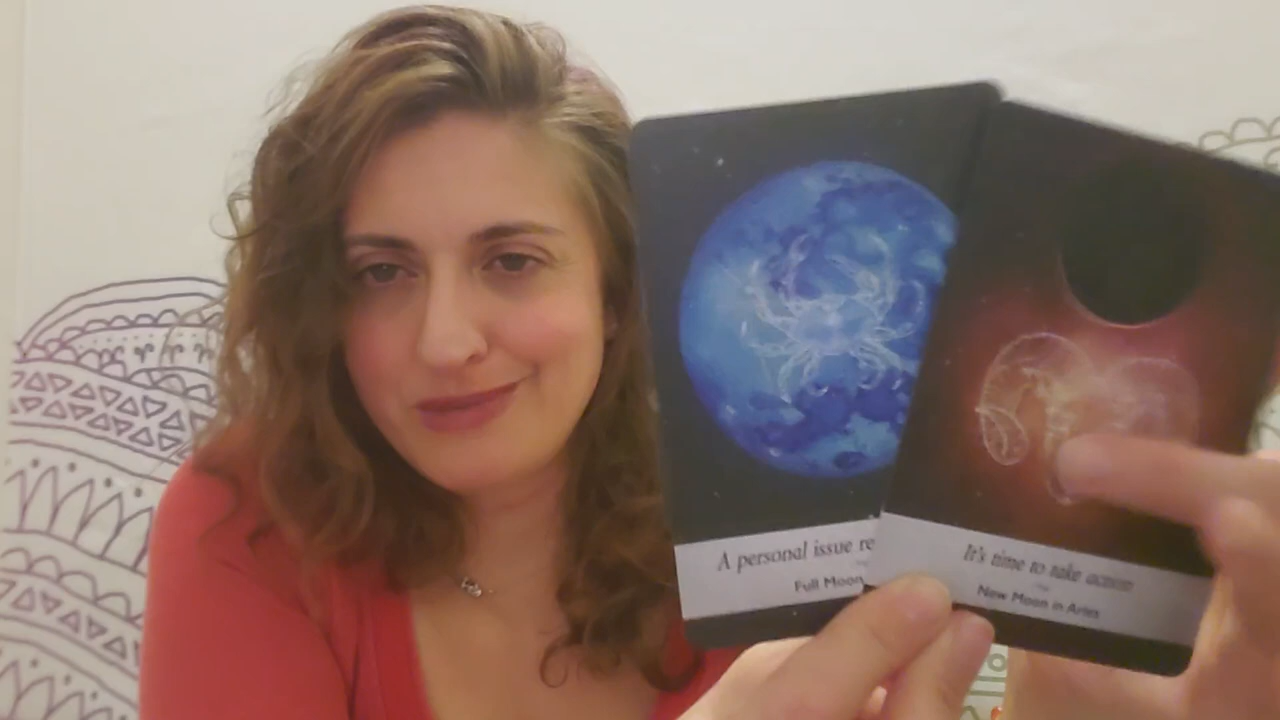 A personal issue re
Full Moon
It's time to take action
New Moon in Aries